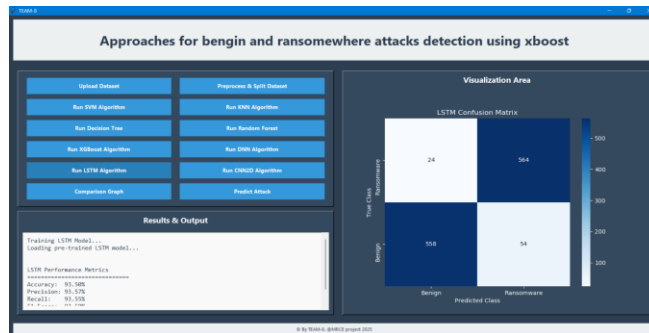 TEAM-8
Approaches for bengin and ransomewhere attacks detection using xboost
Upload Dataset
Preprocess & Split Dataset
Run SVM Algorithm
Run KNN Algorithm
Run Decision Tree
Run Random Forest
Run XGBoost Algorithm
Run DNN Algorithm
Run LSTM Algorithm
Run CNN2D Algorithm
Comparison Graph
Predict Attack
Results & Output
Training LSTM Model...
Loading pre-trained LSTM model...
LSTM Performance Metrics
==============================
Accuracy: 93.50%
Precision: 93.57%
Recall: 93.55%
Visualization Area
LSTM Confusion Matrix
True Class
Ransomware
Benign
24
564
558
54
Benign
Ransomware
Predicted Class
500
400
300
200
100
© By TEAM-8, @MRCE project 2025